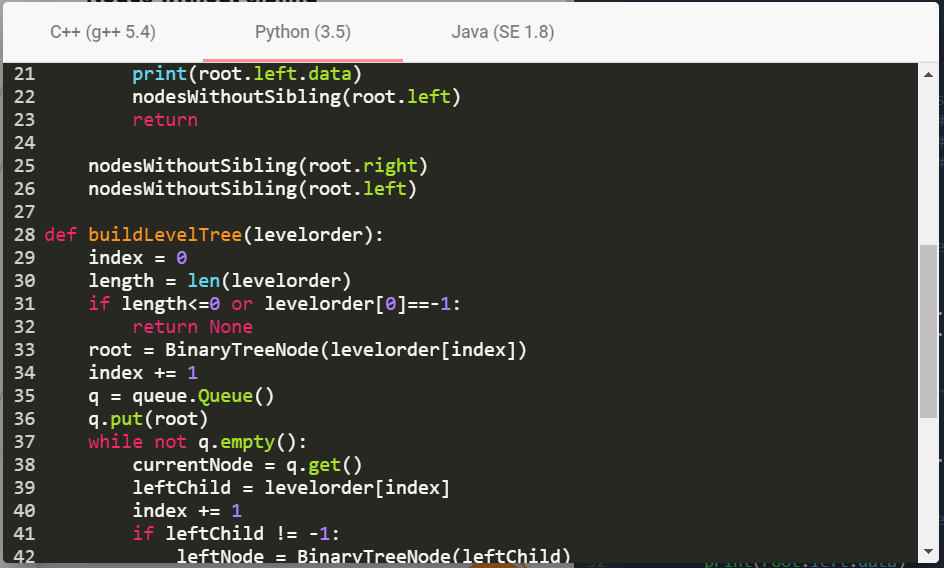 C++ (g++ 5.4) Python (3.5) Java (SE 1.8)
21 print(root.left.data)
22 nodesWithoutSibling(root.left)
23 return
24
25 nodesWithoutSibling(root.right)
26 nodesWithoutSibling(root.left)
27
28 def buildLevelTree(levelorder):
29 index = 0
30 length = len(levelorder)
31 if length<=0 or levelorder[0]==-1:
32 return None
33 root = BinaryTreeNode(levelorder[index])
34 index += 1
35 q = queue.Queue()
36 q.put(root)
37 while not q.empty():
38 currentNode = q.get()
39 leftChild = levelorder[index]
40 index += 1
41 if leftChild != -1:
42 leftNode = BinaryTreeNode(leftChild)